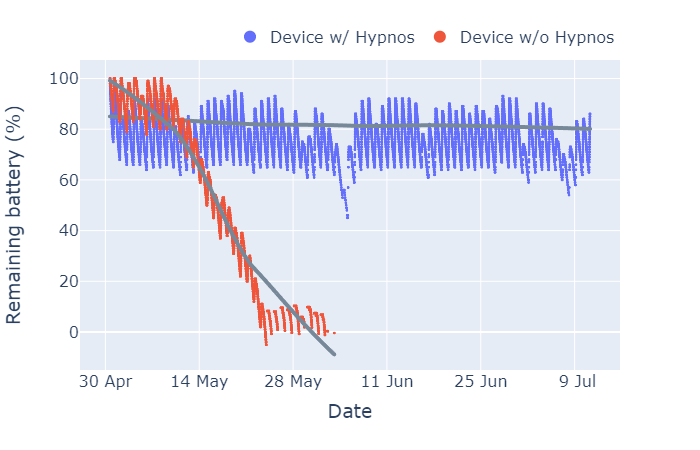 Device w/ Hypnos Device w/o Hypnos
100
80
60
40
20
0
Remaining battery (%)
30 Apr 14 May 28 May 11 Jun 25 Jun 9 Jul
Date